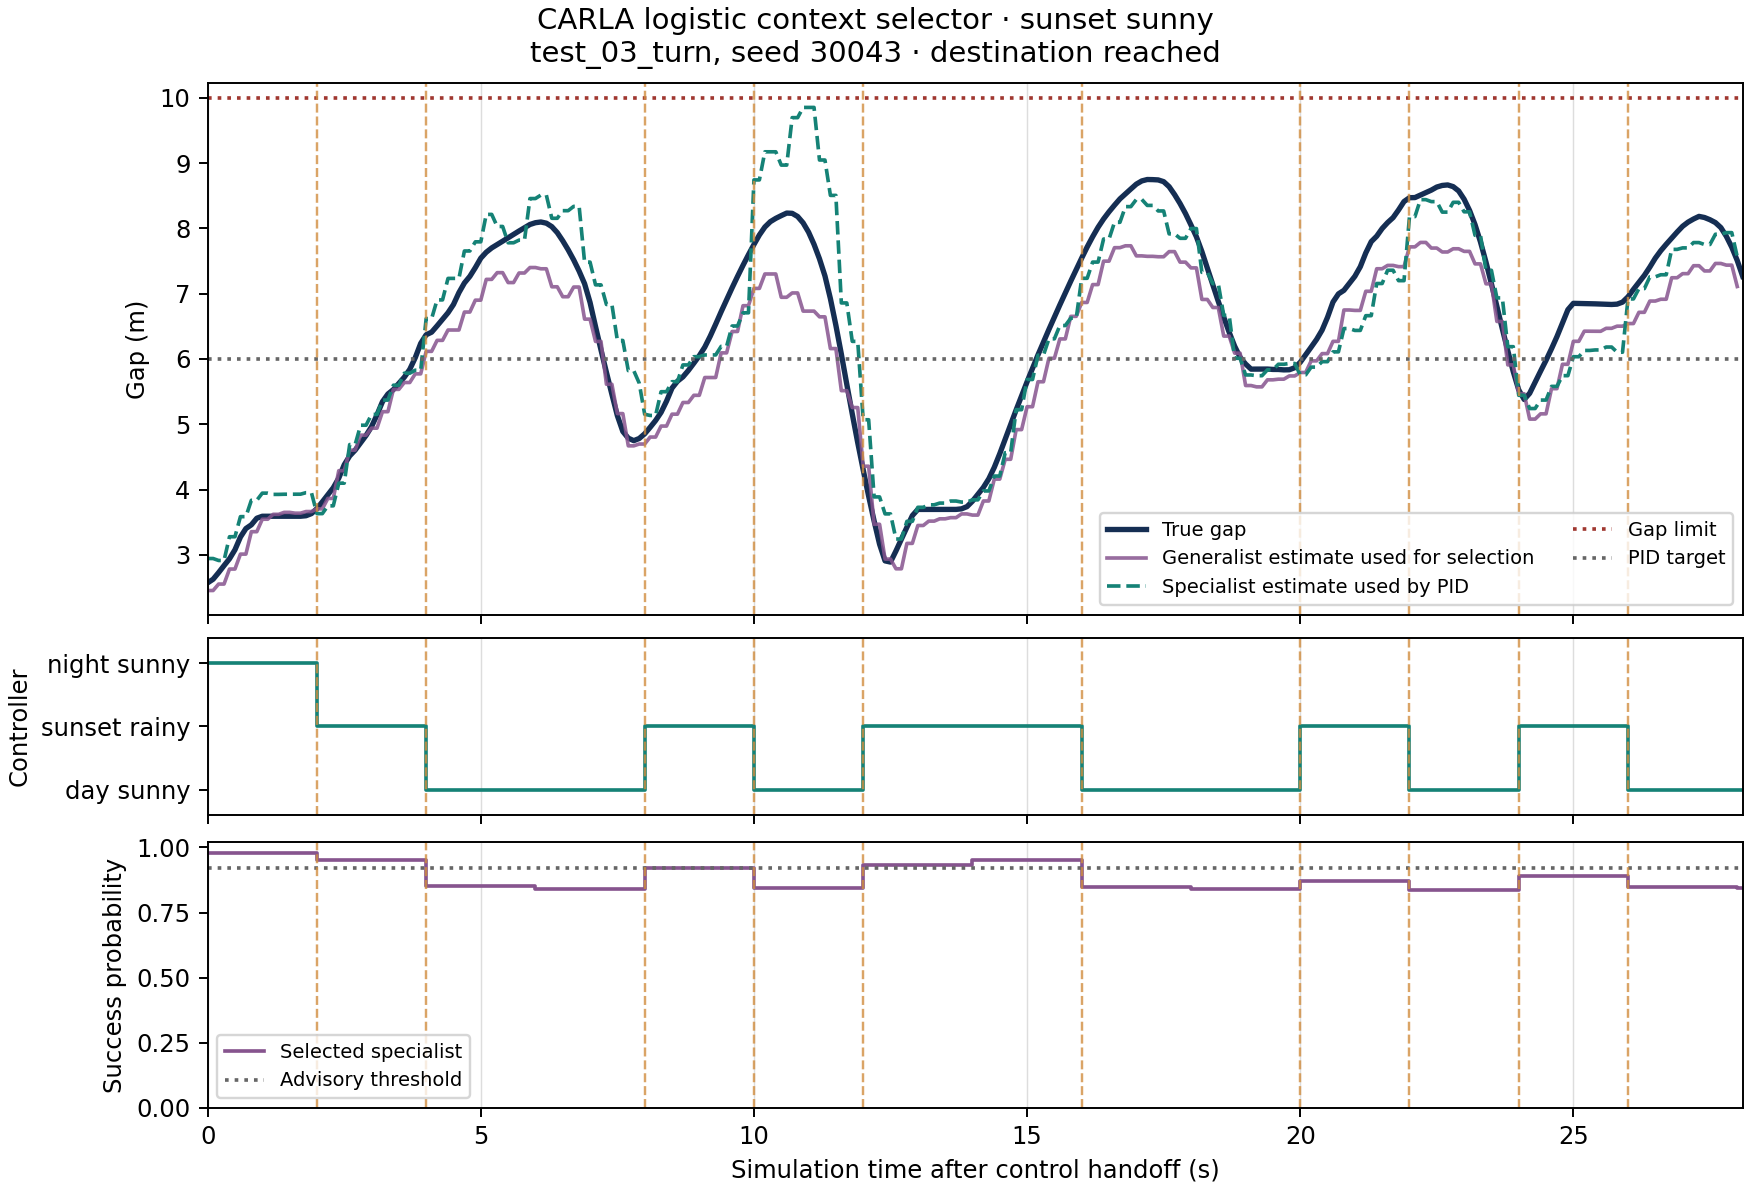 CARLA logistic context selector · sunset sunny
test_03_turn, seed 30043 · destination reached
Gap (m)
10
9
8
7
6
5
4
3
True gap
Generalist estimate used for selection
Specialist estimate used by PID
Gap limit
PID target
Controller
night sunny
sunset rainy
day sunny
Success probability
1.00
0.75
0.50
0.25
0.00
Selected specialist
Advisory threshold
0
5
10
15
20
25
Simulation time after control handoff (s)